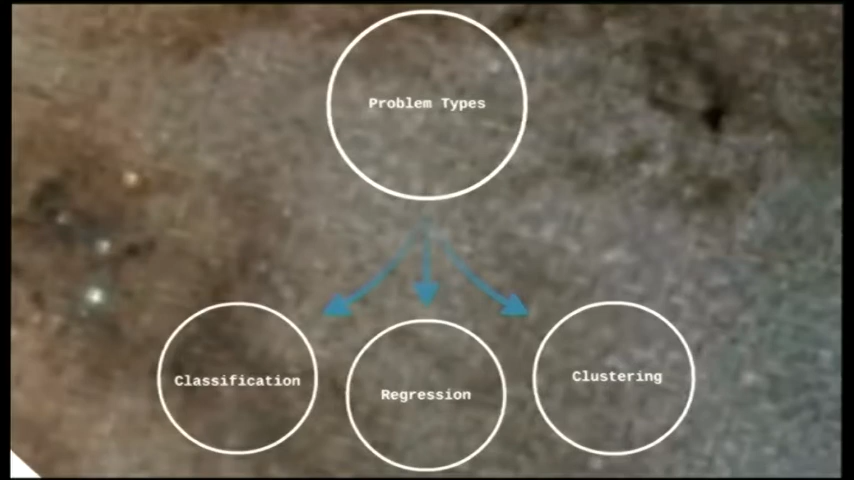 Problem Types
Classification
Regression
Clustering